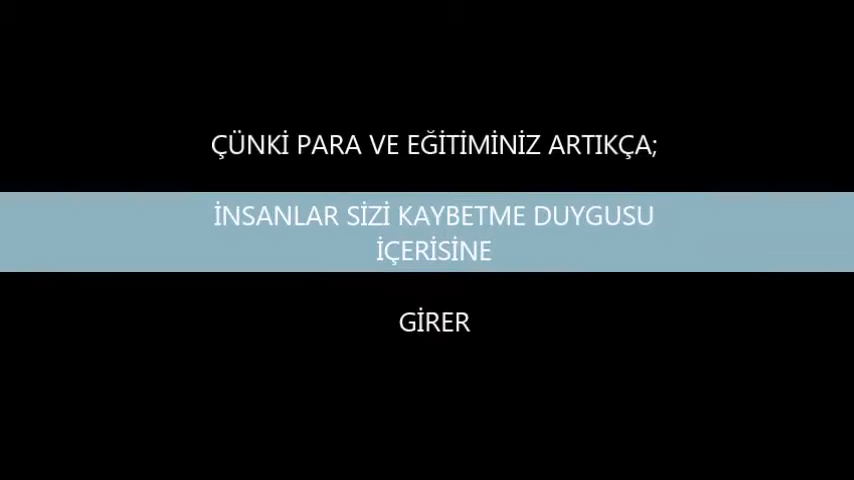 ÇÜNKİ PARA VE EĞİTİMİNİZ ARTIKÇA;
İNSANLAR SİZİ KAYBETME DUYGUSU
İÇERİSİNE
GİRER